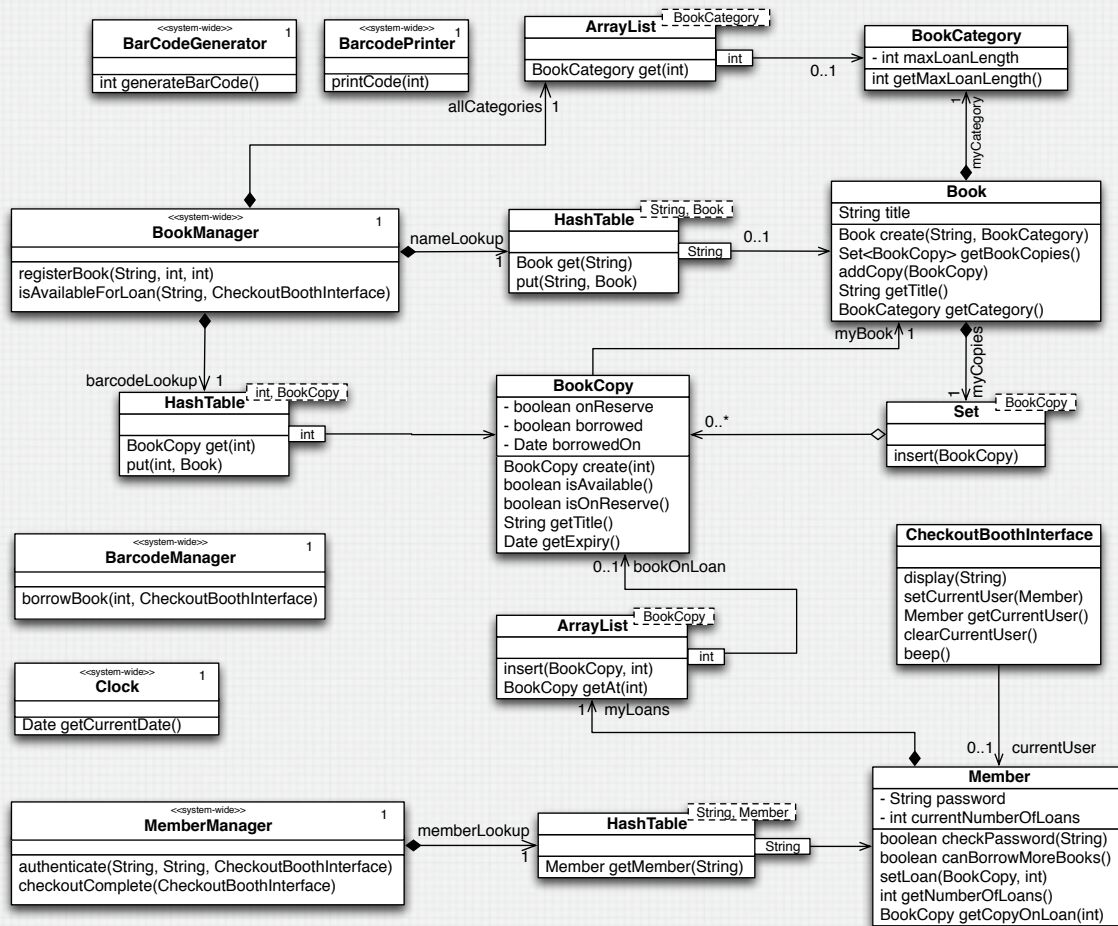 <<system-wide>> 1
BarCodeGenerator
int generateBarCode()
<<system-wide>> 1
BarcodePrinter
printCode(int)
BookCategory
ArrayList
BookCategory get(int)
int
0..1
BookCategory
- int maxLoanLength
int getMaxLoanLength()
allCategories 1
1
myCategory
<<system-wide>> 1
BookManager
registerBook(String, int, int)
isAvailableForLoan(String, CheckoutBoothInterface)
nameLookup
1
String, Book
HashTable
Book get(String)
put(String, Book)
String
0..1
Book
String title
Book create(String, BookCategory)
Set<BookCopy> getBookCopies()
addCopy(BookCopy)
String getTitle()
BookCategory getCategory()
myBook 1
1
myCopies
barcodeLookup 1
int, BookCopy
HashTable
BookCopy get(int)
put(int, Book)
int
BookCopy
- boolean onReserve
- boolean borrowed
- Date borrowedOn
BookCopy create(int)
boolean isAvailable()
boolean isOnReserve()
String getTitle()
Date getExpiry()
0..*
BookCopy
Set
insert(BookCopy)
<<system-wide>> 1
BarcodeManager
borrowBook(int, CheckoutBoothInterface)
0..1 bookOnLoan
CheckoutBoothInterface
display(String)
setCurrentUser(Member)
Member getCurrentUser()
clearCurrentUser()
beep()
BookCopy
ArrayList
insert(BookCopy, int)
BookCopy getAt(int)
int
1 myLoans
<<system-wide>> 1
Clock
Date getCurrentDate()
0..1 currentUser
<<system-wide>> 1
MemberManager
authenticate(String, String, CheckoutBoothInterface)
checkoutComplete(CheckoutBoothInterface)
memberLookup
1
String, Member
HashTable
Member getMember(String)
String
Member
- String password
- int currentNumberOfLoans
boolean checkPassword(String)
boolean canBorrowMoreBooks()
setLoan(BookCopy, int)
int getNumberOfLoans()
BookCopy getCopyOnLoan(int)